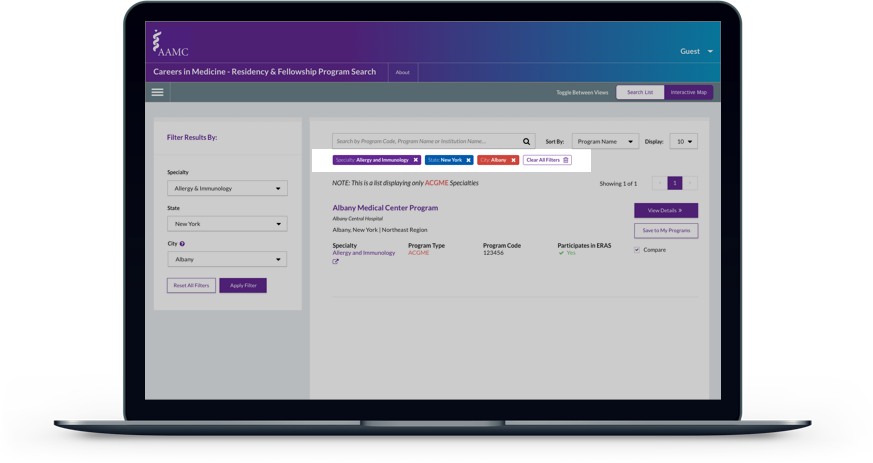 AAMC
Guest
Careers in Medicine - Residency & Fellowship Program Search
About
Toggle Between Views
Search List
Interactive Map
Filter Results By:
Specialty
Allergy & Immunology
State
New York
City
Albany
Reset All Filters
Apply Filter
Search by Program Code, Program Name or Institution Name...
Sort By:
Program Name
Display:
10
Specialty: Allergy and Immunology
State: New York
City: Albany
Clear All Filters
NOTE: This is a list displaying only ACGME Specialties
Showing 1 of 1
1
Albany Medical Center Program
Albany Central Hospital
Albany, New York | Northeast Region
View Details »
Save to My Programs
Compare
Specialty Program Type Program Code Participates in ERAS
Allergy and Immunology ACGME 123456 Yes